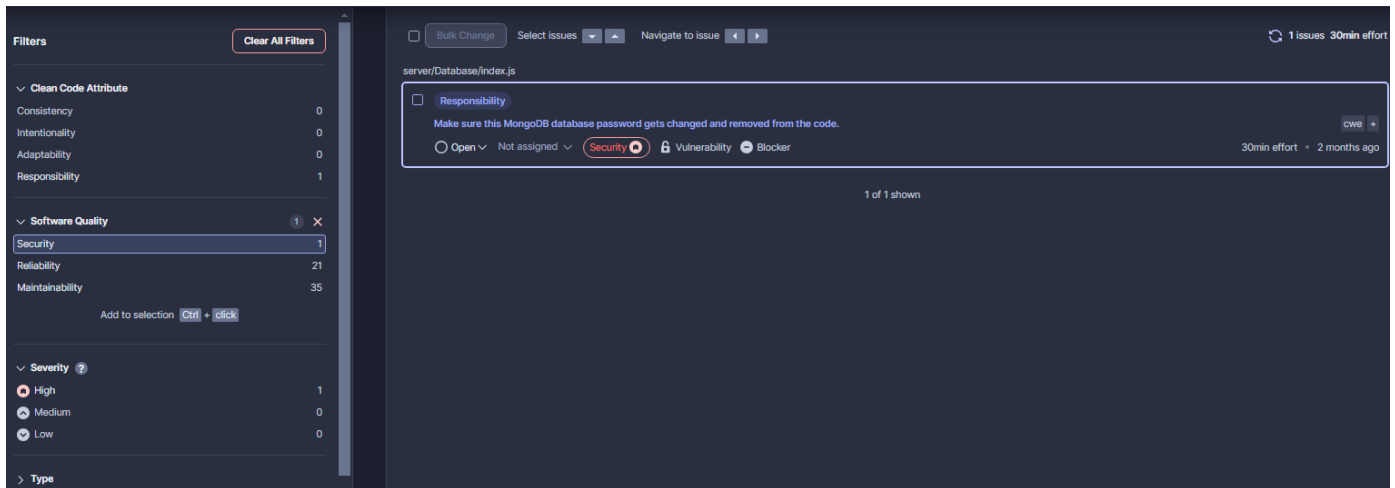 Filters
Clear All Filters
Clean Code Attribute
Consistency 0
Intentionality 0
Adaptability 0
Responsibility 1
Software Quality 1
Security 1
Reliability 21
Maintainability 35
Add to selection Ctrl + click
Severity ?
High 1
Medium 0
Low 0
Type
Bulk Change Select issues Navigate to issue 1 issues 30min effort
server/Database/index.js
Responsibility
Make sure this MongoDB database password gets changed and removed from the code. cwe +
Open Not assigned Security Vulnerability Blocker 30min effort • 2 months ago
1 of 1 shown